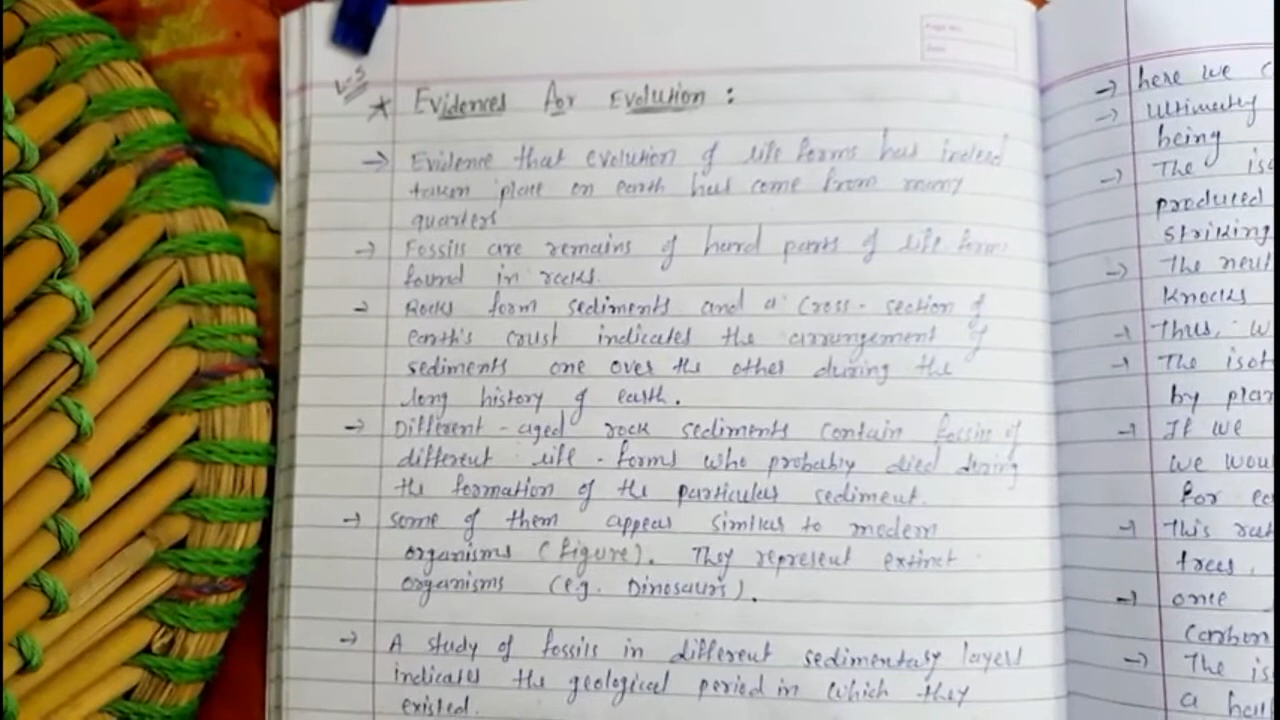 L-5
* Evidences For Evolution :
→ Evidence that evolution of life forms has indeed
taken place on earth has come from many
quarters
→ Fossils are remains of hard parts of life forms
found in rocks.
→ Rocks form sediments and a cross-section of
earth's crust indicates the arrangement of
sediments one over the other during the
long history of earth.
→ Different-aged rock sediments contain fossils of
different life-forms who probably died during
the formation of the particular sediment.
→ Some of them appear similar to modern
organisms (figure). They represent extinct
organisms (e.g. Dinosaurs).
→ A study of fossils in different sedimentary layers
indicates the geological period in which they
existed.
→ here we
→ Ultimately
being
→ The
produced
striking
→ The
knocks
→ Thus,
→ The
by
→ If we
we
for
→ This
trees.
→ once
Carbon
→ The
a